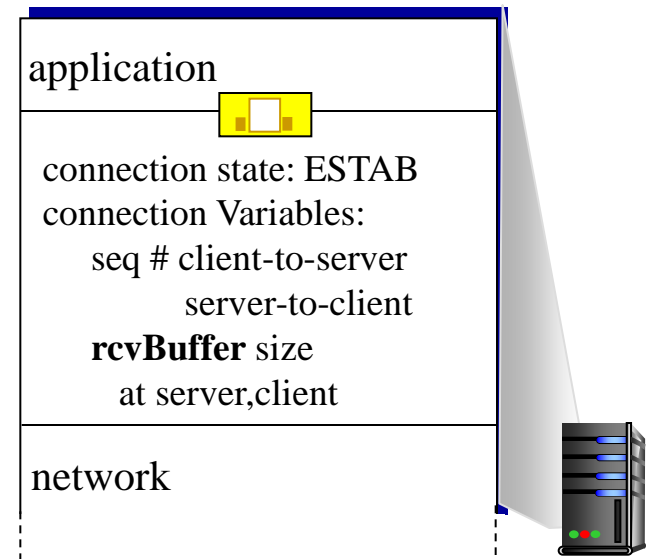 application
connection state: ESTAB
connection Variables:
seq # client-to-server
server-to-client
rcvBuffer size
at server,client
network